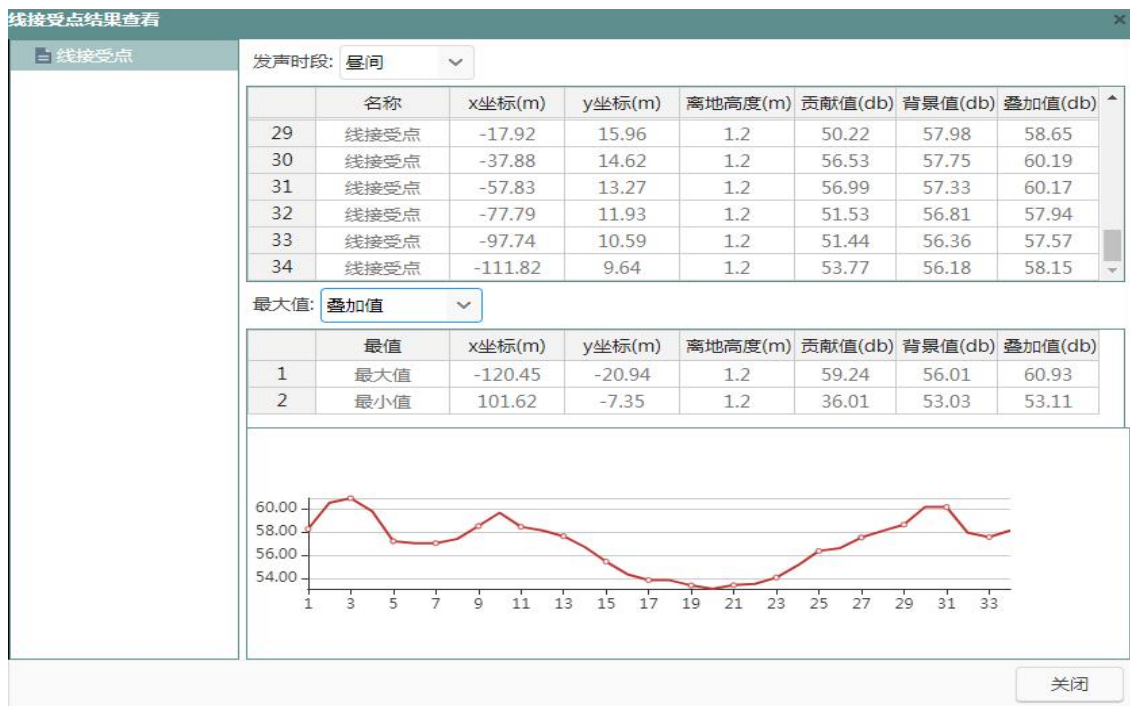 线接受点结果查看
线接受点
发声时段: 昼间
名称 x坐标(m) y坐标(m) 离地高度(m) 贡献值(db) 背景值(db) 叠加值(db)
29 线接受点 -17.92 15.96 1.2 50.22 57.98 58.65
30 线接受点 -37.88 14.62 1.2 56.53 57.75 60.19
31 线接受点 -57.83 13.27 1.2 56.99 57.33 60.17
32 线接受点 -77.79 11.93 1.2 51.53 56.81 57.94
33 线接受点 -97.74 10.59 1.2 51.44 56.36 57.57
34 线接受点 -111.82 9.64 1.2 53.77 56.18 58.15
最大值: 叠加值
最值 x坐标(m) y坐标(m) 离地高度(m) 贡献值(db) 背景值(db) 叠加值(db)
1 最大值 -120.45 -20.94 1.2 59.24 56.01 60.93
2 最小值 101.62 -7.35 1.2 36.01 53.03 53.11
60.00
58.00
56.00
54.00
1 3 5 7 9 11 13 15 17 19 21 23 25 27 29 31 33
关闭